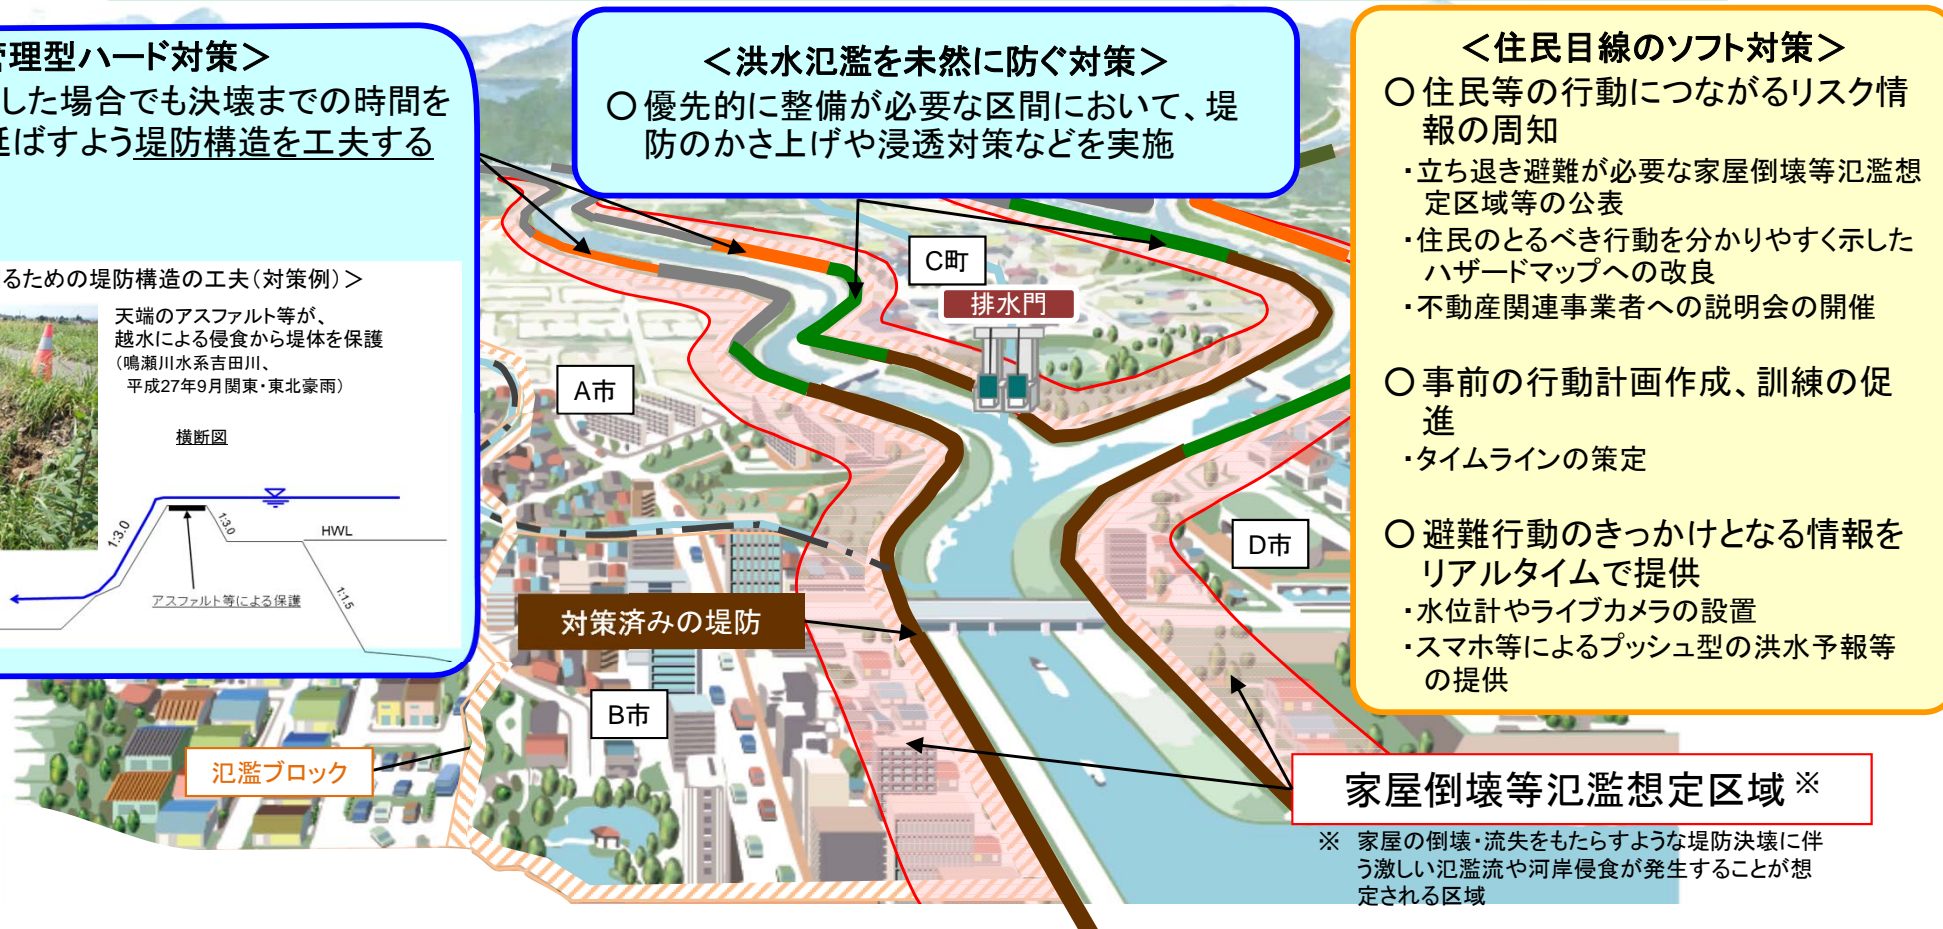 管理型ハード対策＞
した場合でも決壊までの時間を
延ばすよう堤防構造を工夫する
るための堤防構造の工夫（対策例）＞
天端のアスファルト等が、
越水による侵食から堤体を保護
（鳴瀬川水系吉田川、
平成27年9月関東・東北豪雨）
横断図
1:3.0
1:3.0
HWL
1:1.5
アスファルト等による保護
＜洪水氾濫を未然に防ぐ対策＞
○優先的に整備が必要な区間において、堤
防のかさ上げや浸透対策などを実施
＜住民目線のソフト対策＞
○住民等の行動につながるリスク情
報の周知
・立ち退き避難が必要な家屋倒壊等氾濫想
定区域等の公表
・住民のとるべき行動を分かりやすく示した
ハザードマップへの改良
・不動産関連事業者への説明会の開催
○事前の行動計画作成、訓練の促
進
・タイムラインの策定
○避難行動のきっかけとなる情報を
リアルタイムで提供
・水位計やライブカメラの設置
・スマホ等によるプッシュ型の洪水予報等
の提供
C町
排水門
A市
D市
対策済みの堤防
B市
氾濫ブロック
家屋倒壊等氾濫想定区域※
※ 家屋の倒壊・流失をもたらすような堤防決壊に伴
う激しい氾濫流や河岸侵食が発生することが想
定される区域